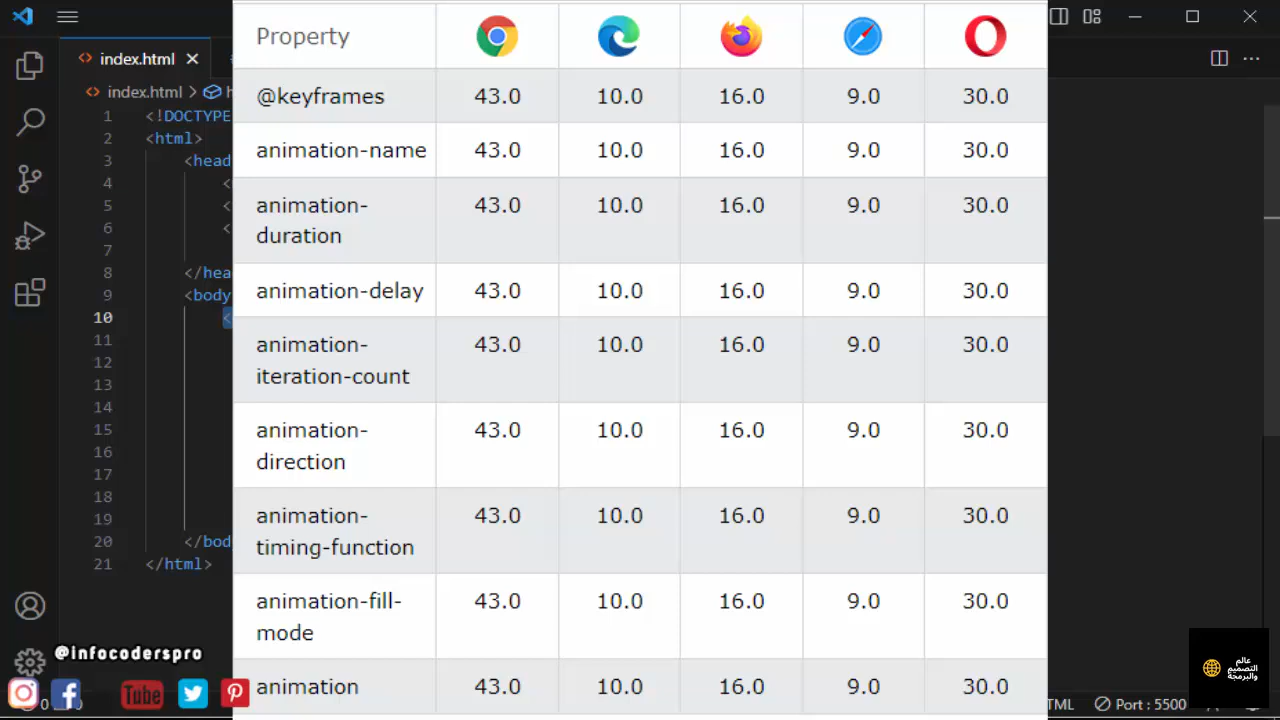 index.html
index.html
1 <!DOCTYPE
2 <html>
3 <head
4 <
5 <
6 <
7
8 </hea
9 <body
10 <
11
12
13
14
15
16
17
18
19
20 </bod
21 </html>
Property
@keyframes 43.0 10.0 16.0 9.0 30.0
animation-name 43.0 10.0 16.0 9.0 30.0
animation- 43.0 10.0 16.0 9.0 30.0
duration
animation-delay 43.0 10.0 16.0 9.0 30.0
animation- 43.0 10.0 16.0 9.0 30.0
iteration-count
animation- 43.0 10.0 16.0 9.0 30.0
direction
animation- 43.0 10.0 16.0 9.0 30.0
timing-function
animation-fill- 43.0 10.0 16.0 9.0 30.0
mode
animation 43.0 10.0 16.0 9.0 30.0
@infocoderspro
Tube
TML Port : 5500
عالم
التصميم
والبرمجة